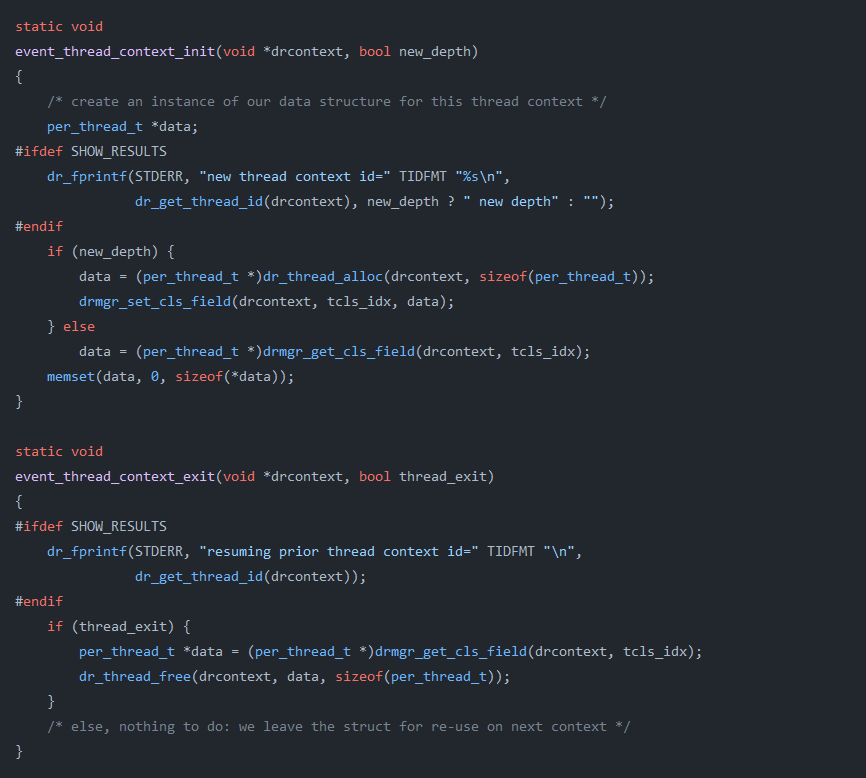 static void
event_thread_context_init(void *drcontext, bool new_depth)
{
    /* create an instance of our data structure for this thread context */
    per_thread_t *data;
#ifdef SHOW_RESULTS
    dr_fprintf(STDERR, "new thread context id=" TIDFMT "%s\n",
               dr_get_thread_id(drcontext), new_depth ? " new depth" : "");
#endif
    if (new_depth) {
        data = (per_thread_t *)dr_thread_alloc(drcontext, sizeof(per_thread_t));
        drmgr_set_cls_field(drcontext, tcls_idx, data);
    } else
        data = (per_thread_t *)drmgr_get_cls_field(drcontext, tcls_idx);
    memset(data, 0, sizeof(*data));
}

static void
event_thread_context_exit(void *drcontext, bool thread_exit)
{
#ifdef SHOW_RESULTS
    dr_fprintf(STDERR, "resuming prior thread context id=" TIDFMT "\n",
               dr_get_thread_id(drcontext));
#endif
    if (thread_exit) {
        per_thread_t *data = (per_thread_t *)drmgr_get_cls_field(drcontext, tcls_idx);
        dr_thread_free(drcontext, data, sizeof(per_thread_t));
    }
    /* else, nothing to do: we leave the struct for re-use on next context */
}